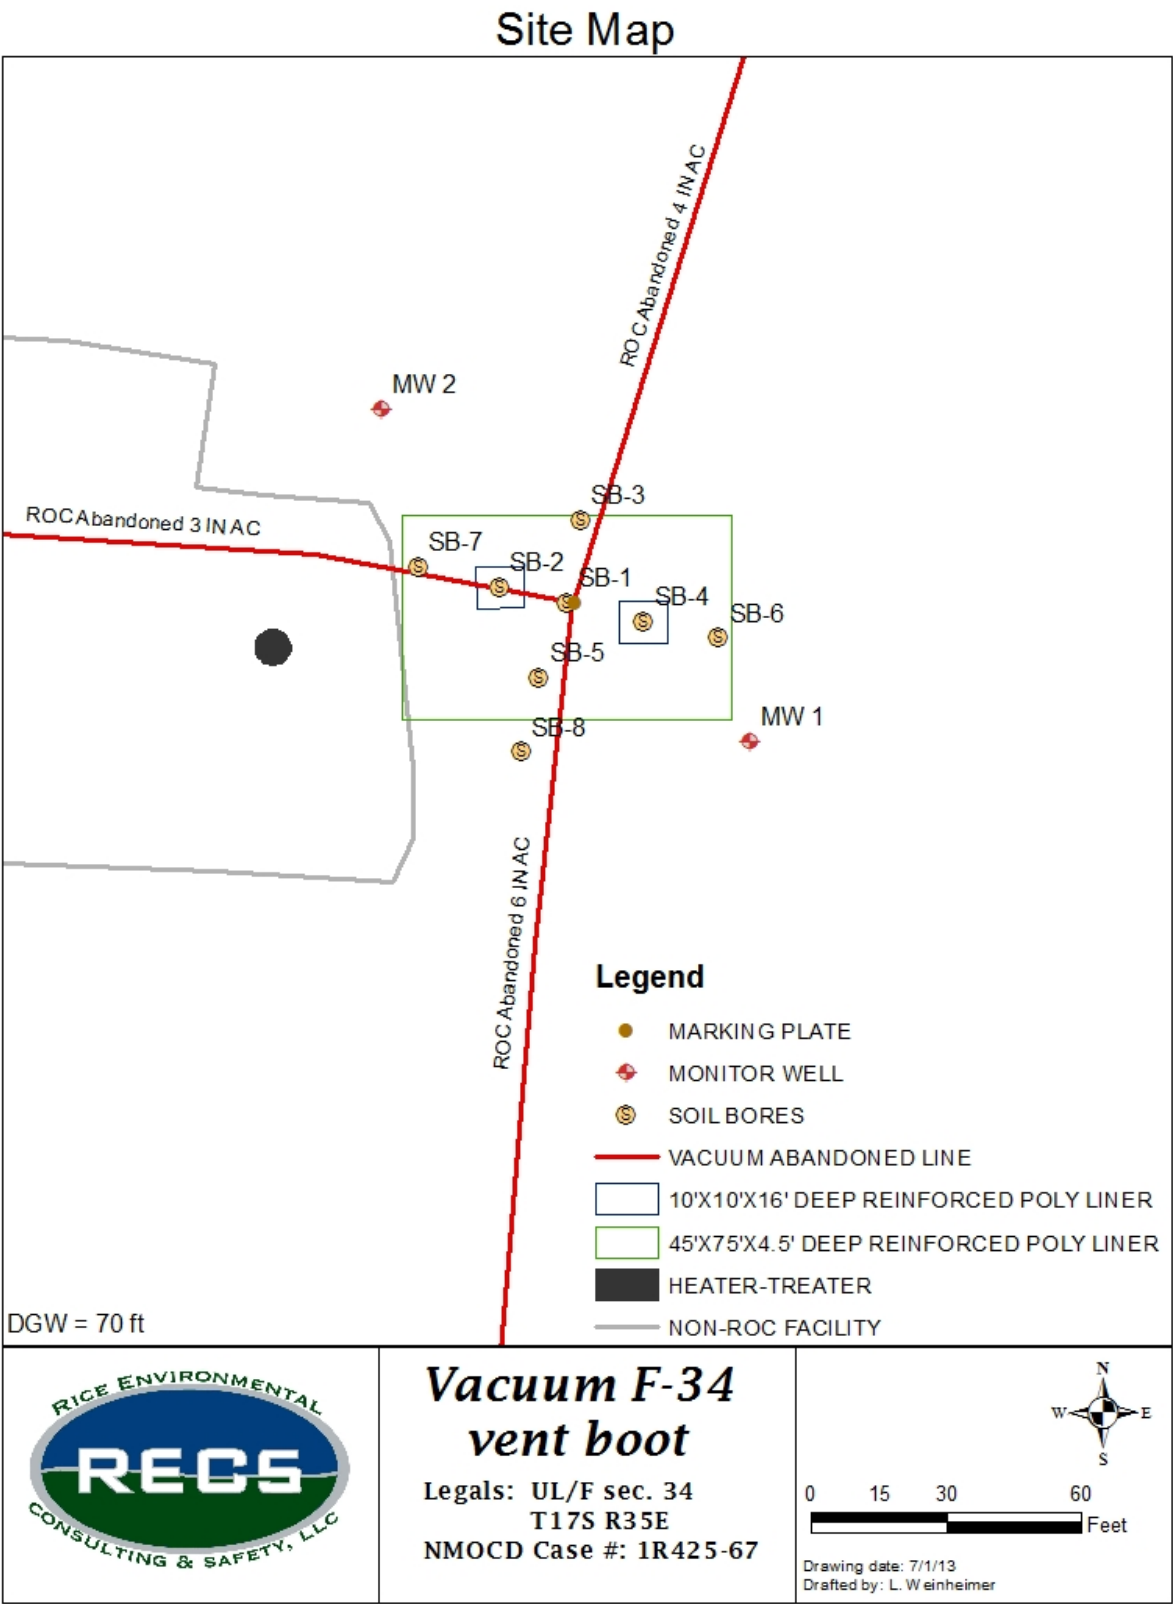 Site Map
ROC Abandoned 4 IN AC
MW 2
SB-3
ROC Abandoned 3 IN AC
SB-7
SB-2
SB-1
SB-4
SB-6
SB-5
MW 1
SB-8
ROC Abandoned 6 IN AC
Legend
MARKING PLATE
MONITOR WELL
S SOIL BORES
VACUUM ABANDONED LINE
10'X10'X16' DEEP REINFORCED POLY LINER
45'X75'X4.5' DEEP REINFORCED POLY LINER
HEATER-TREATER
NON-ROC FACILITY
DGW = 70 ft
RICE ENVIRONMENTAL
RECS
CONSULTING & SAFETY, LLC
Vacuum F-34
vent boot
Legals: UL/F sec. 34
T17S R35E
NMOCD Case #: 1R425-67
N
W E
S
0 15 30 60
Feet
Drawing date: 7/1/13
Drafted by: L. Weinheimer